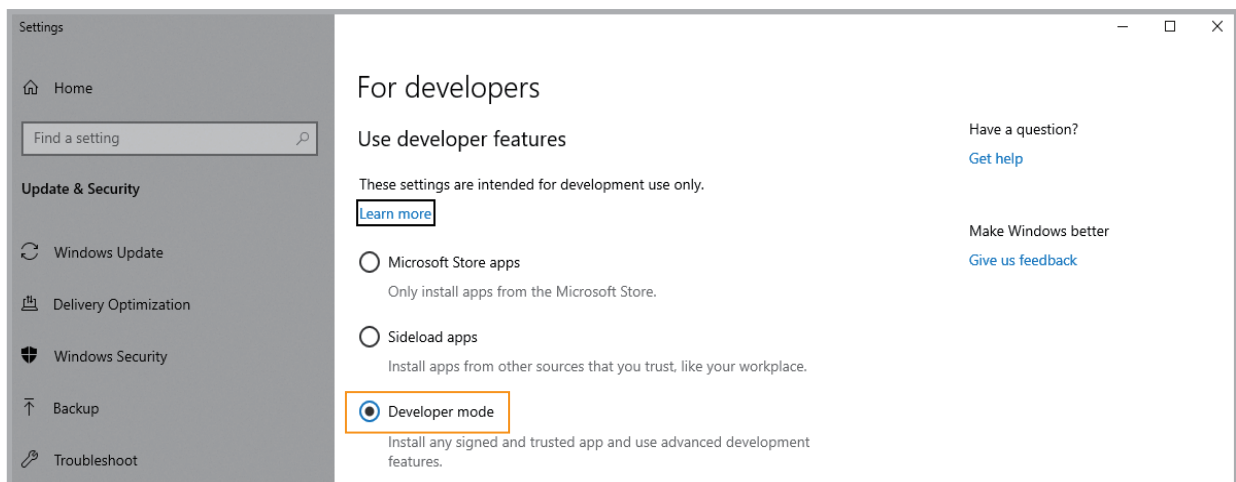 Settings
Home
Find a setting
Update & Security
Windows Update
Delivery Optimization
Windows Security
Backup
Troubleshoot
For developers
Use developer features
These settings are intended for development use only.
Learn more
Microsoft Store apps
Only install apps from the Microsoft Store.
Sideload apps
Install apps from other sources that you trust, like your workplace.
Developer mode
Install any signed and trusted app and use advanced development
features.
Have a question?
Get help
Make Windows better
Give us feedback